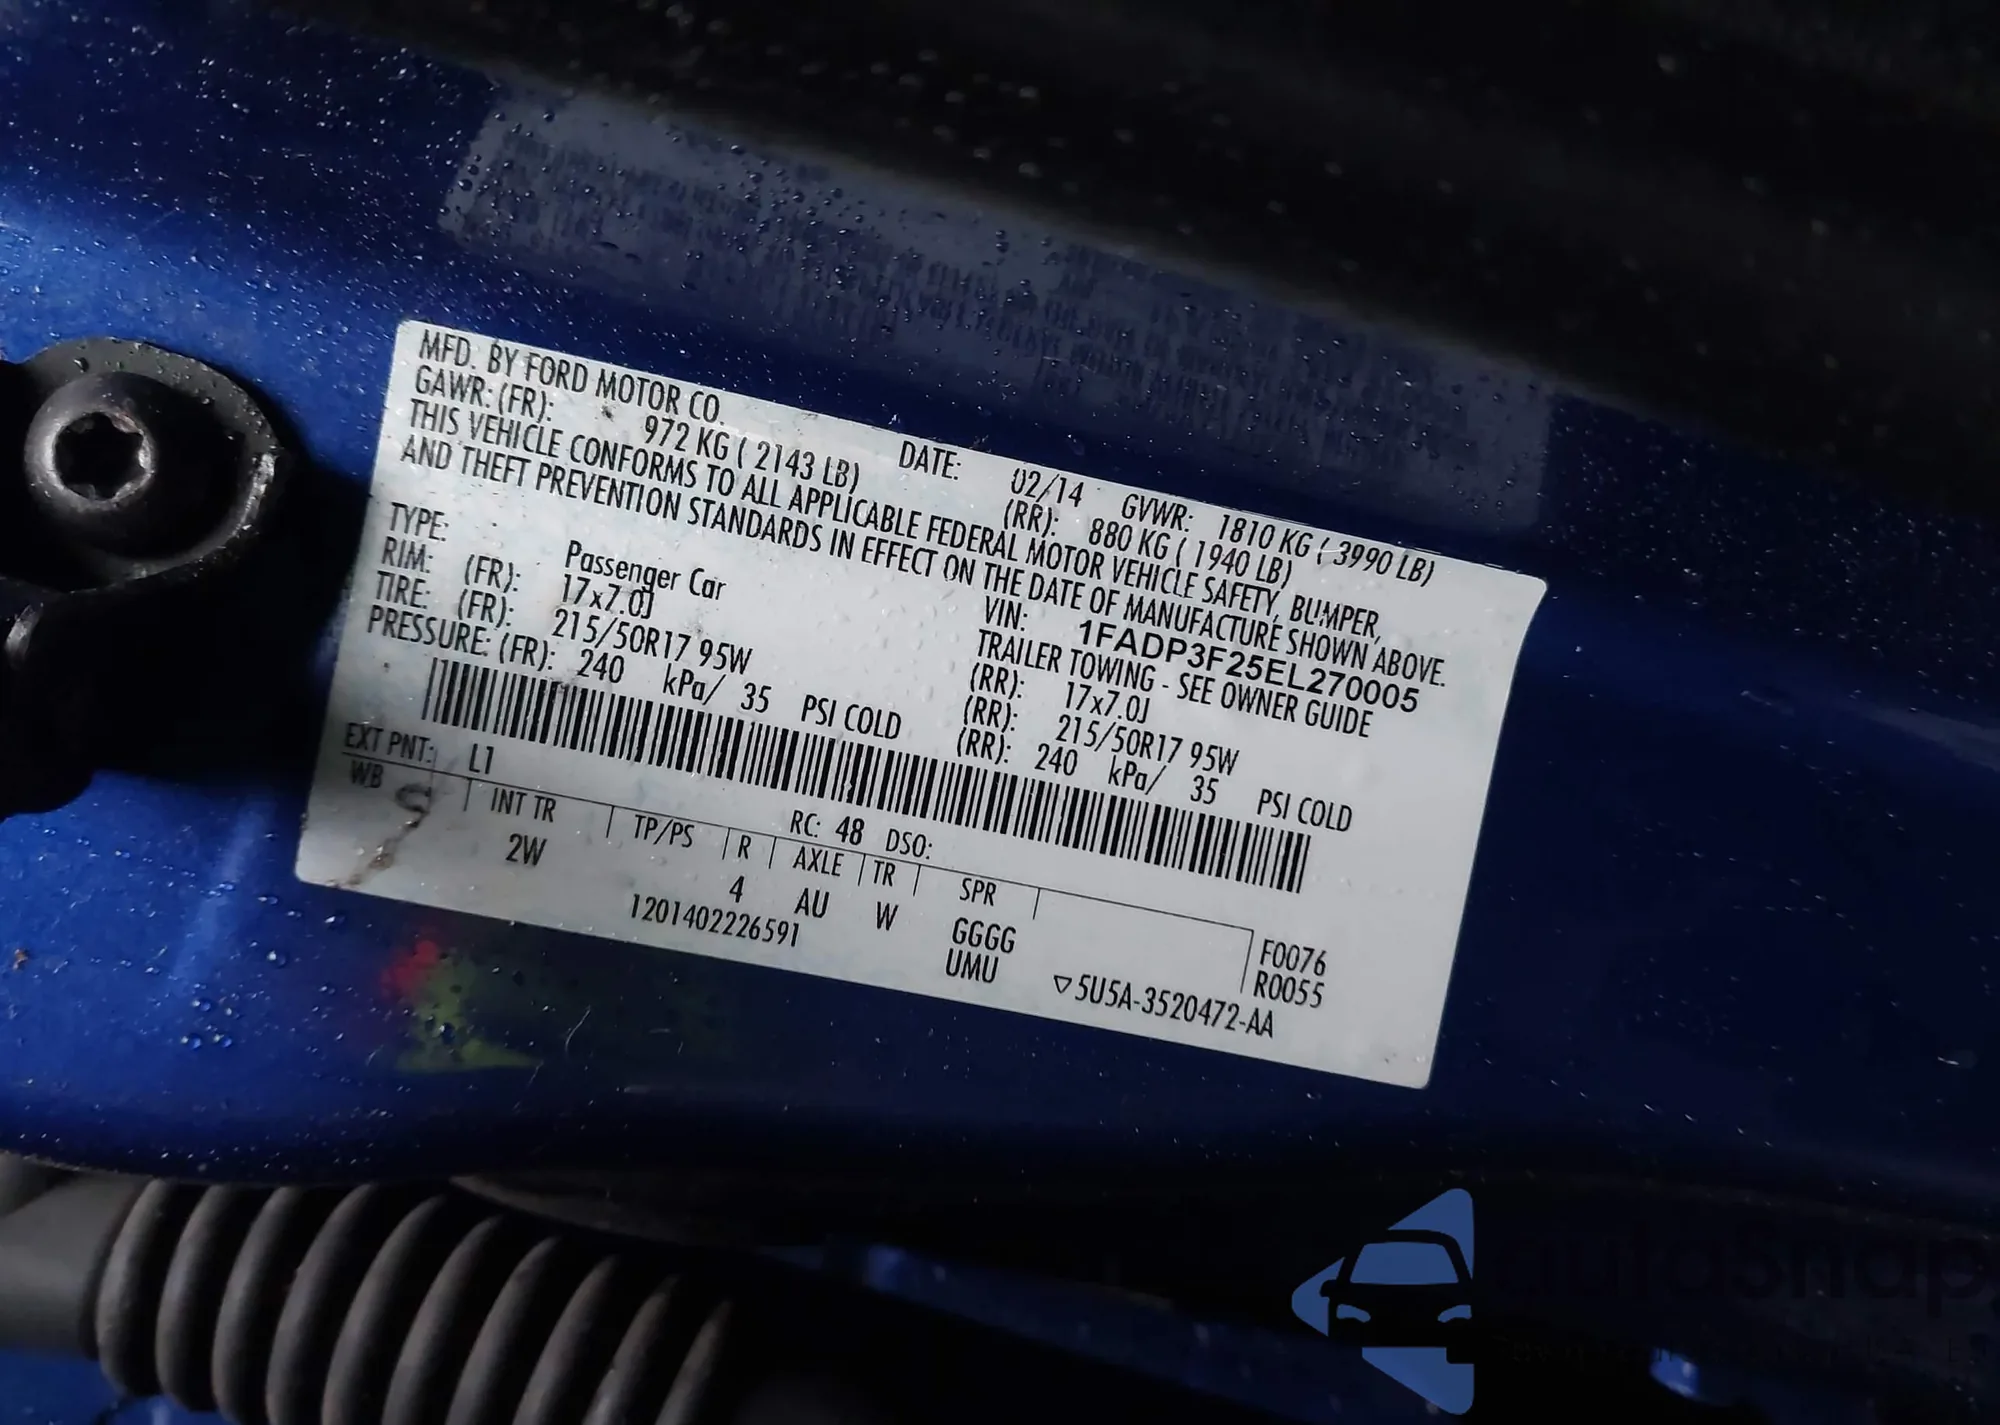 MFD. BY FORD MOTOR CO.
DATE: 02/14 GVWR: 1810 KG ( 3990 LB)
GAWR: (FR): 972 KG ( 2143 LB) (RR): 880 KG ( 1940 LB)
THIS VEHICLE CONFORMS TO ALL APPLICABLE FEDERAL MOTOR VEHICLE SAFETY, BUMPER,
AND THEFT PREVENTION STANDARDS IN EFFECT ON THE DATE OF MANUFACTURE SHOWN ABOVE.
VIN: 1FADP3F25EL270005
TYPE: Passenger Car TRAILER TOWING - SEE OWNER GUIDE
RIM: (FR): 17x7.0J (RR): 17x7.0J
TIRE: (FR): 215/50R17 95W (RR): 215/50R17 95W
PRESSURE: (FR): 240 kPa/ 35 PSI COLD (RR): 240 kPa/ 35 PSI COLD
EXT PNT: L1 RC: 48 DSO:
WB INT TR TP/PS R AXLE TR SPR
2W 4 AU W GGGG F0076
UMU R0055
1201402226591 ▽5U5A-3520472-AA